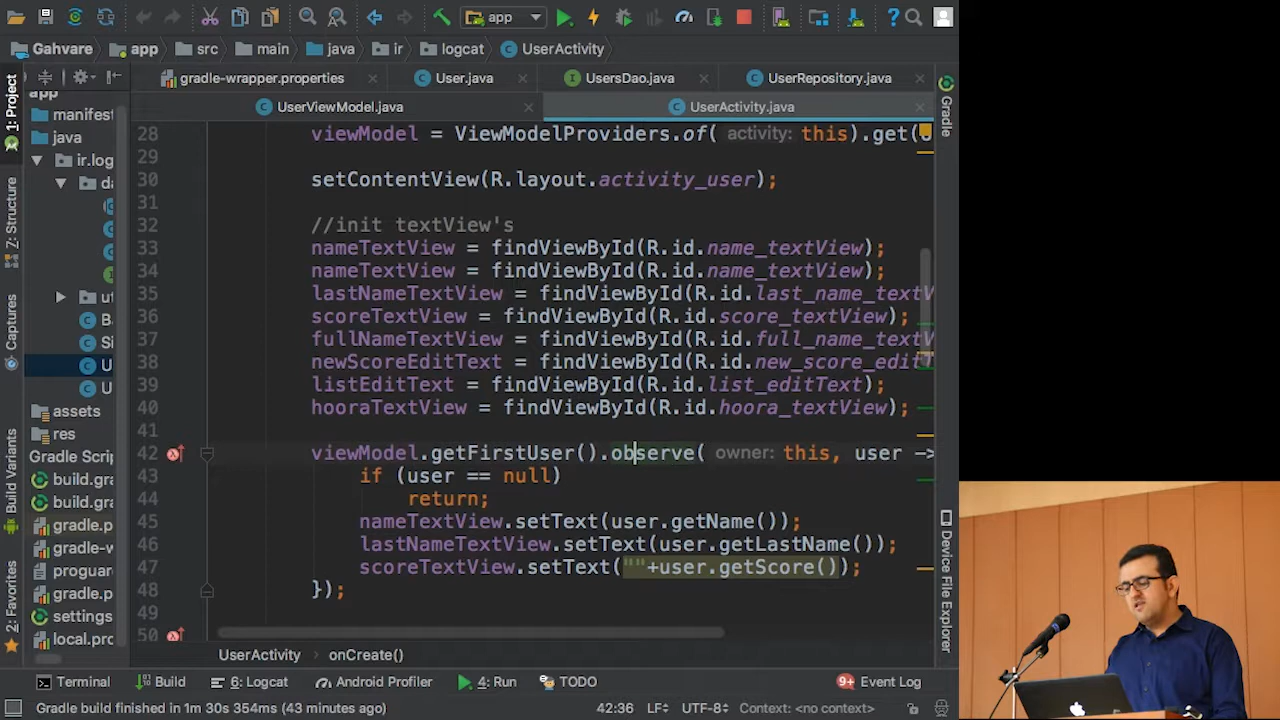 app
Gahvare app src main java ir logcat UserActivity
gradle-wrapper.properties User.java UsersDao.java UserRepository.java
UserViewModel.java UserActivity.java
1: Project
7: Structure
Captures
Build Variants
2: Favorites
app
manifest
java
ir.log
da
ut
Ba
Si
U
U
assets
res
Gradle Scrip
build.gra
build.gra
gradle.p
gradle-w
proguar
gradle.p
settings
local.pro
28 viewModel = ViewModelProviders.of( activity: this).get(
29
30 setContentView(R.layout.activity_user);
31
32 //init textView's
33 nameTextView = findViewById(R.id.name_textView);
34 nameTextView = findViewById(R.id.name_textView);
35 lastNameTextView = findViewById(R.id.last_name_textV
36 scoreTextView = findViewById(R.id.score_textView);
37 fullNameTextView = findViewById(R.id.full_name_textV
38 newScoreEditText = findViewById(R.id.new_score_editT
39 listEditText = findViewById(R.id.list_editText);
40 hooraTextView = findViewById(R.id.hoora_textView);
41
42 viewModel.getFirstUser().observe( owner: this, user ->
43 if (user == null)
44 return;
45 nameTextView.setText(user.getName());
46 lastNameTextView.setText(user.getLastName());
47 scoreTextView.setText(""+user.getScore());
48 });
49
50
Gradle
Device File Explorer
UserActivity › onCreate()
Terminal Build 6: Logcat Android Profiler 4: Run TODO 9+ Event Log
Gradle build finished in 1m 30s 354ms (43 minutes ago) 42:36 LF UTF-8 Context: <no context>